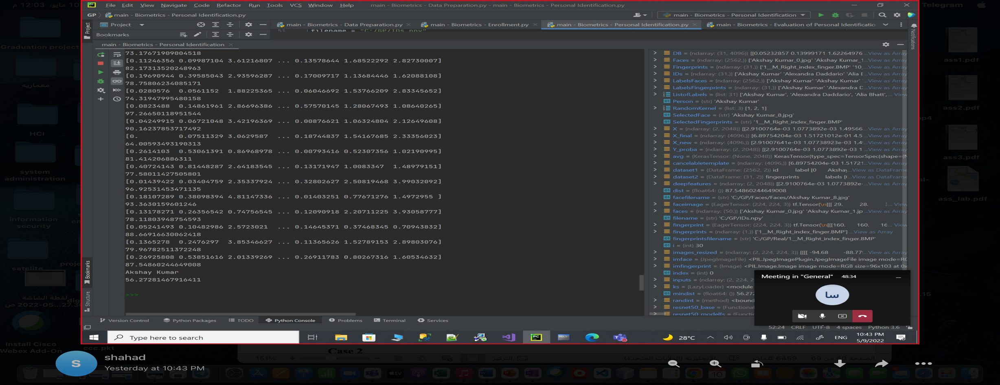 File Edit View Navigate Code Refactor Run Tools VCS Window Help main - Biometrics - Data Preparation.py - main - Biometrics - Personal Identification.py
GP main - Biometrics - Personal Identification.py
main - Biometrics - Personal Identification
Project
main - Biometrics - Data Preparation.py
main - Biometrics - Enrollment.py
main - Biometrics - Personal Identification.py
main - Biometrics - Evaluation of Personal Identificatio
51 filename = "C:/GP/IDs.npy"
Bookmarks
main - Biometrics - Personal Identification
73.17671909004518
[0.11246356 0.09987104 3.61216807 ... 0.13578644 1.68522292 2.82730007]
82.17313520248963
[0.19690944 0.39585043 2.93596287 ... 0.17009717 1.13684446 1.62088108]
78.75806234085171
[0.0280576 0.0561152 1.88225365 ... 0.06046692 1.53766209 2.83345652]
74.31947995480158
[0.0823488 0.14861961 2.86696386 ... 0.57570145 1.28067493 1.08640265]
97.266501189515​44
[0.04249915 0.06721048 3.42196369 ... 0.00876621 1.06324804 2.12649608]
90.16237853717492
[0. 0.07511329 3.0629587 ... 0.18744837 1.54167685 2.33356023]
64.00593493190313
[0.2614103 0.53061391 0.86968978 ... 0.00793416 0.52307356 1.02190995]
81.414206886311
[0.40724143 0.81448287 2.64183545 ... 0.13171947 1.0083347 1.48979151]
77.58011427505801
[0.01439422 0.03404759 2.35337924 ... 0.32802627 2.50819468 3.99032092]
96.92531453471135
[0.18107289 0.38098394 4.81147336 ... 0.01403251 0.77671276 1.4972955 ]
93.36301596012​46
[0.13178271 0.26356542 0.74756545 ... 0.12090918 2.20711225 3.93058777]
78.11803948754593
[0.05241493 0.10482986 2.5723021 ... 0.14645371 0.37468345 0.70943832]
88.66916630062418
[0.1365278 0.2476297 3.85346627 ... 0.11365626 1.52789153 2.89803076]
79.96782511372248
[0.26925808 0.53851616 2.01339269 ... 0.26911783 0.80267316 1.60534632]
87.54860244649008
Akshay Kumar
56.27281467916411
>>>
DB = {ndarray: (31, 4096)} [[0.05232857 0.13999171 1.62264976 ...View as Array
Faces = {ndarray: (2562,)} ['Akshay Kumar_0.jpg' 'Akshay Kumar_1 ...View as Array
Fingerprints = {ndarray: (31,)} ['1__M_Right_index_finger.BMP' '10_ ...View as Array
IDs = {ndarray: (31,)} ['Akshay Kumar' 'Alexandra Daddario' 'Alia E ...View as Array
LabelsFaces = {ndarray: (2562,)} ['Akshay Kumar' 'Akshay Kumar' ' ...View as Array
LabelsFingerprints = {ndarray: (31,)} ['Akshay Kumar' 'Alexandra D ...View as Array
ListofLabels = {list: 31} ['Akshay Kumar', 'Alexandra Daddario', 'Alia Bhatt', ... View
Person = {str} 'Akshay Kumar'
RandomKernel = {list: 3} [1, 2, 1]
SelectedFace = {str} 'Akshay Kumar_8.jpg'
SelectedFingerprints = {str} '1__M_Right_index_finger.BMP'
X = {ndarray: (2, 2048)} [[2.9100764e-03 1.0773892e-03 1.49566 ...View as Array
X_final = {ndarray: (4096,)} [6.89754204e-03 1.51721012e-01 4.5 ...View as Array
X_new = {ndarray: (4096,)} [2.91007641e-03 1.07738923e-03 1.4 ...View as Array
Y_proba = {ndarray: (2, 2048)} [[2.9100764e-03 1.0773892e-03 1 ...View as Array
avg = {KerasTensor: (None, 2048)} KerasTensor(type_spec=TensorSpec(shape=(N
cancelabletemplate = {ndarray: (4096,)} [6.89754204e-03 1.51721 ...View as Array
dataset1 = {DataFrame: (2562, 2)} id label [0 Akshay ...View as DataFrame
dataset2 = {DataFrame: (31, 2)} fingerprints labels [( ...View as DataFrame
deepfeatures = {ndarray: (2, 2048)} [[2.9100764e-03 1.0773892e- ...View as Array
dist = {float64: ()} 87.54860244649008
facefilename = {str} 'C:/GP/Faces/Faces/Akshay Kumar_8.jpg'
faceimage = {EagerTensor: (224, 224, 3)} tf.Tensor(\n[[[ 29. 28. ... View
faces = {ndarray: (50,)} ['Akshay Kumar_0.jpg' 'Akshay Kumar_1.jp ...View as Array
filename = {str} 'C:/GP/IDs.npy'
fingerprint = {EagerTensor: (224, 224, 3)} tf.Tensor(\n[[[160. 160. 16 ... View
fingerprints = {ndarray: (1,)} ['1__M_Right_index_finger.BMP'] ...View as Array
fingerprintsfilename = {str} 'C:/GP/Real/1__M_Right_index_finger.BMP'
i = {int} 30
images_resized = {ndarray: (2, 224, 224, 3)} [[[[ -94.68 -88.77 ...View as Array
imface = {JpegImageFile} <PIL.JpegImagePlugin.JpegImageFile image mode=RG
imfingerprint = {Image} <PIL.Image.Image image mode=RGB size=96x103 at 0x
index = {int} 0
inputs = {ndarray: (2, 224, 2
ks = {LazyLoader} <module
mindist = {float64: ()} 56.272
randint = {method} <bound
resnet50_base = {Functional
resnet50_modelfs = {Functi
Meeting in "General" 48:34
سا
Project
Bookmarks
Structure
Notifications
Version Control Python Packages TODO Python Console Problems Terminal Services
52:24 CRLF UTF-8 4 spaces Python 3.6
Type here to search
28°C ENG 10:43 PM
5/9/2022
Graduation project
معمارية
HCI
system
administration
information
security
satelite
لقطة الشاشة
Install Cisco
Webex Add-On
ccc.pkt
Telegram
10 مايو، 12:03 م
ass1.pdf
ass2.pdf
ass3.pdf
ass_lab.pdf
Case 2
151%
التركيز
الإنجليزية (الولايات المتحدة)
6459 كلمات
الصفحة 60 من 69
shahad
Yesterday at 10:43 PM